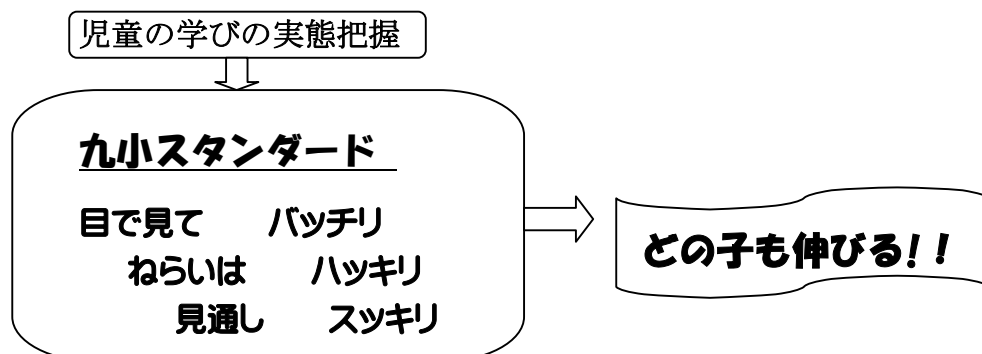 児童の学びの実態把握
九小スタンダード
目で見て　　バッチリ
ねらいは　　ハッキリ
見通し　　スッキリ
どの子も伸びる！！